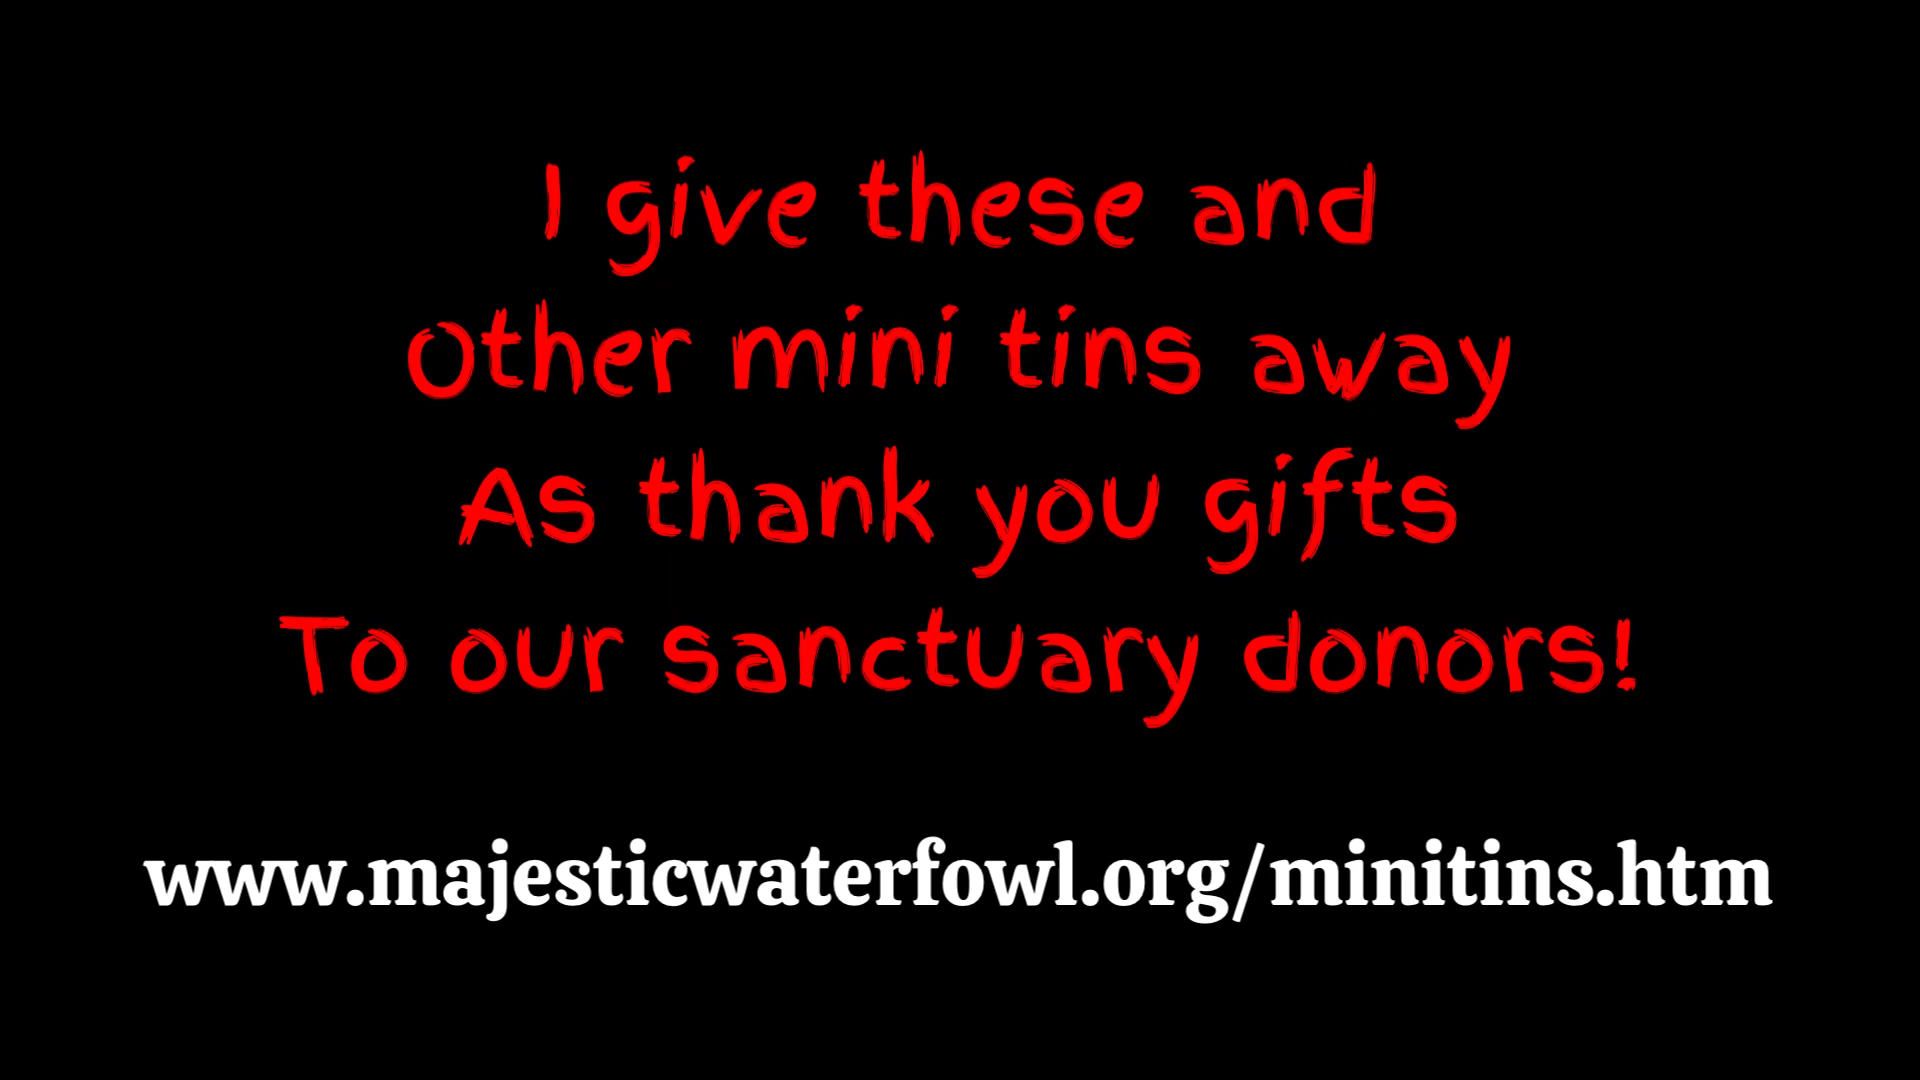 I give these and
Other mini tins away
As thank you gifts
To our sanctuary donors!
www.majesticwaterfowl.org/minitins.htm